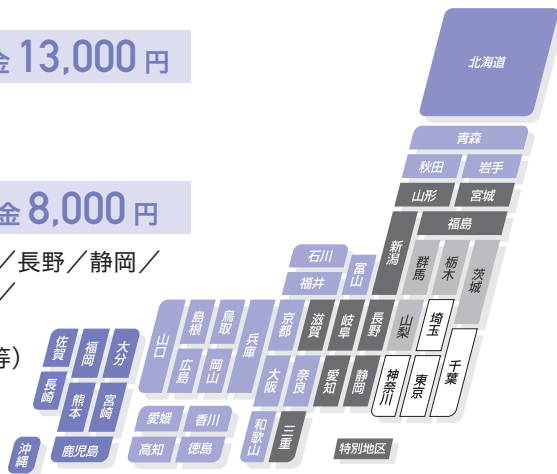 金 13,000 円
金 8,000 円
／長野／静岡／
／
等）
北海道
青森
秋田 岩手
山形 宮城
福島
新潟 群馬 栃木 茨城
石川 富山
福井
長野 山梨 埼玉 千葉
山口 島根 鳥取 兵庫 京都 滋賀 岐阜
広島 岡山 大阪 奈良 愛知 静岡 神奈川 東京
和歌山 三重
佐賀 福岡 大分
長崎 熊本 宮崎
鹿児島
沖縄
愛媛 香川
高知 徳島
特別地区